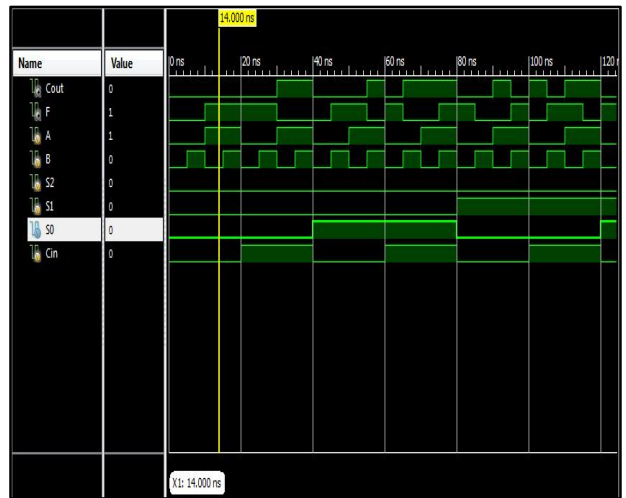 14.000 ns
Name Value
0 ns 20 ns 40 ns 60 ns 80 ns 100 ns 120 n
Cout 0
F 1
A 1
B 0
S2 0
S1 0
S0 0
Cin 0
X1: 14.000 ns